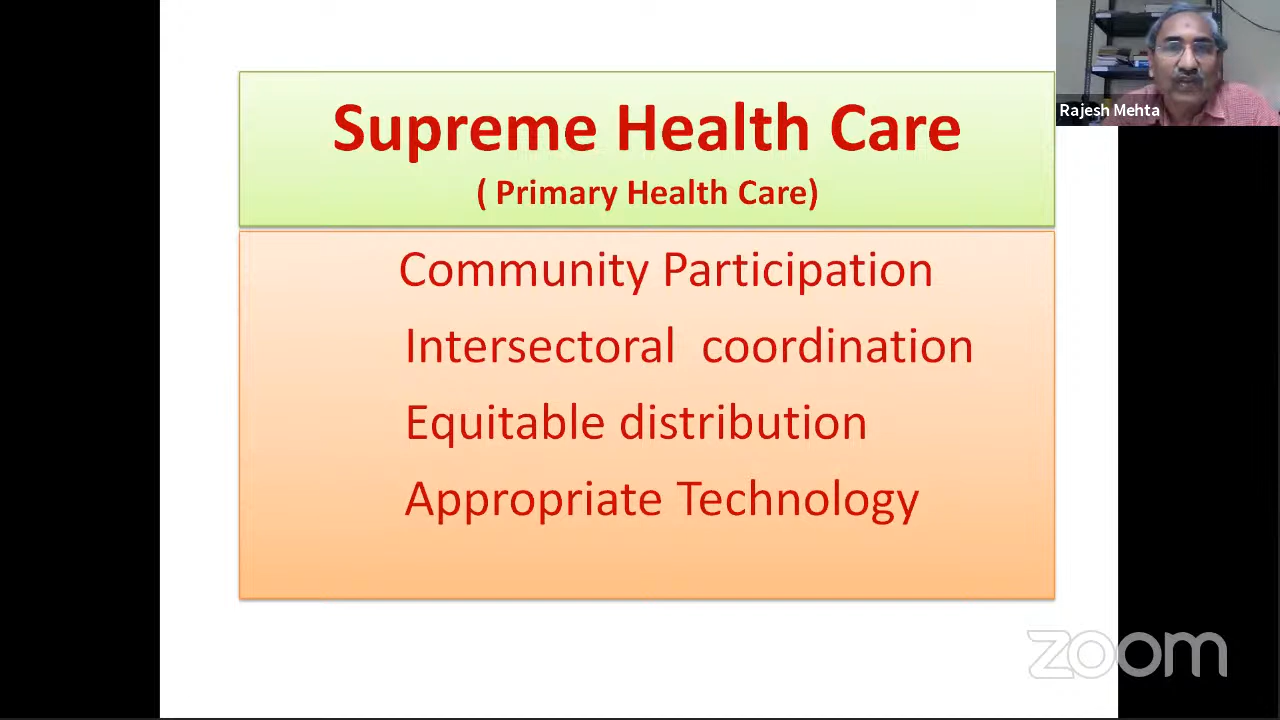 Supreme Health Care
( Primary Health Care)
Community Participation
Intersectoral coordination
Equitable distribution
Appropriate Technology
Rajesh Mehta
zoom